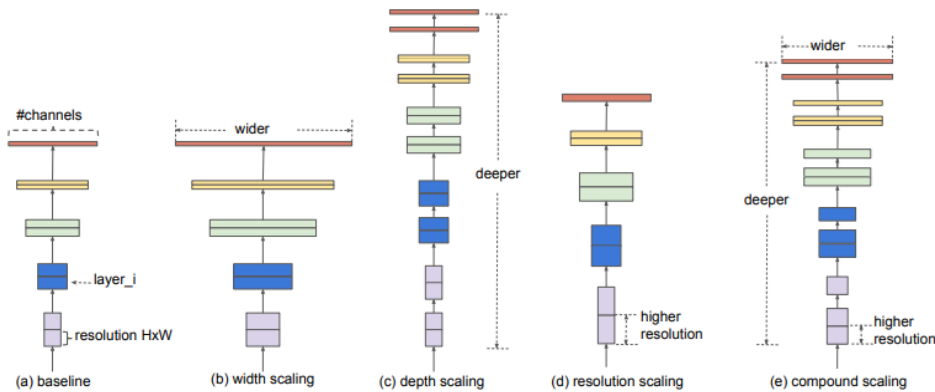 #channels
wider
deeper
wider
deeper
layer_i
resolution HxW
higher
resolution
higher
resolution
(a) baseline
(b) width scaling
(c) depth scaling
(d) resolution scaling
(e) compound scaling